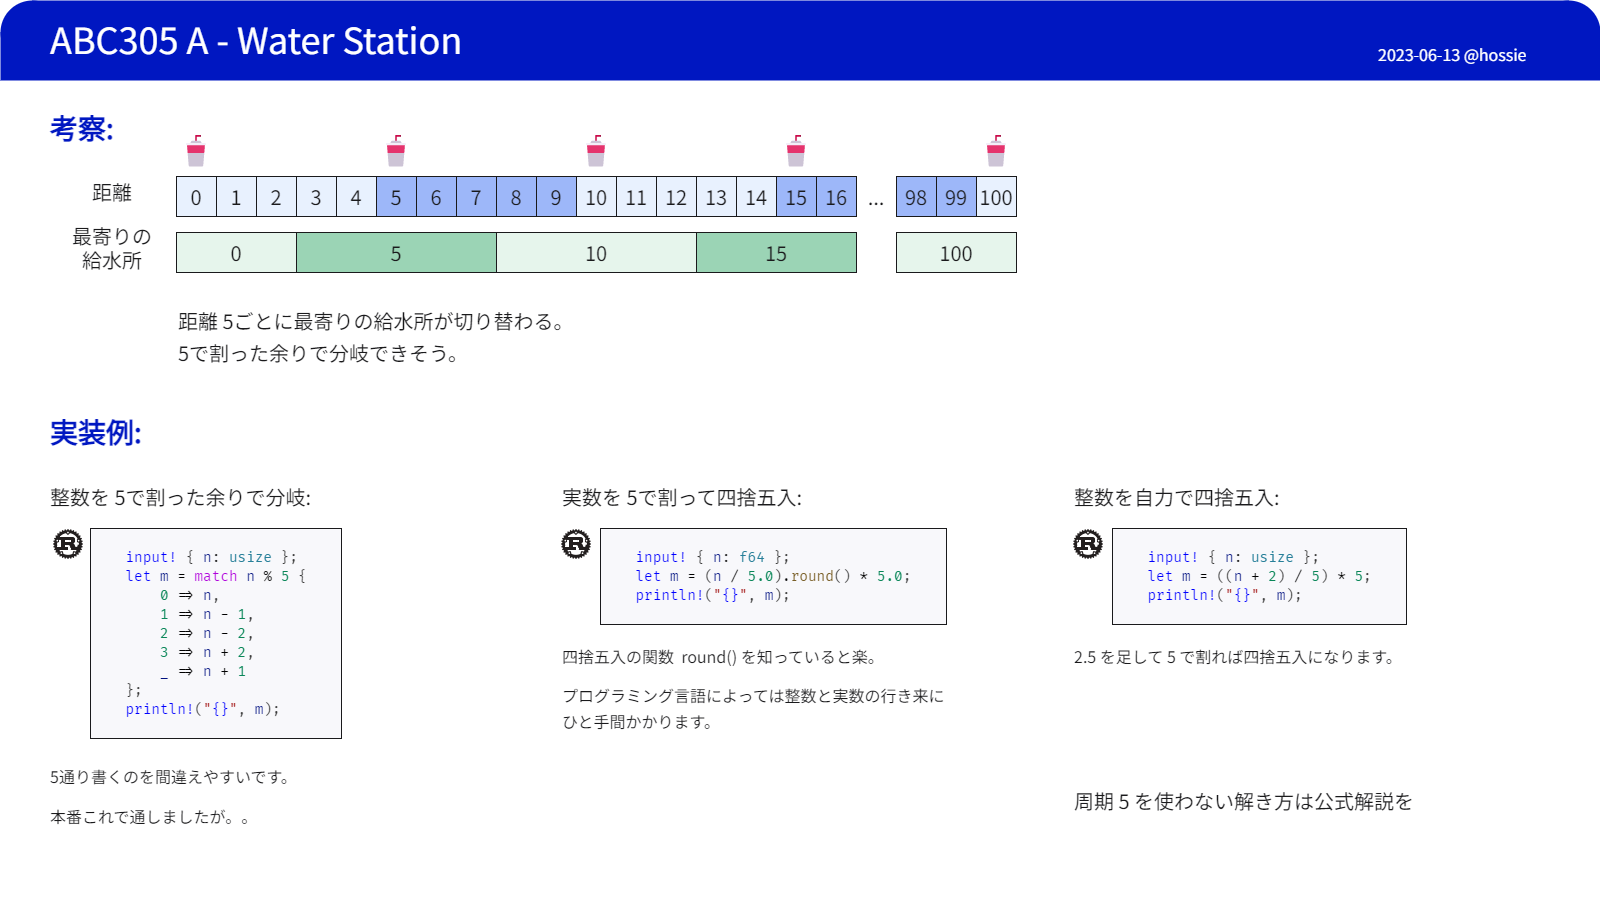 ABC305 A - Water Station
2023-06-13 @hossie
考察:
距離
0 1 2 3 4 5 6 7 8 9 10 11 12 13 14 15 16 ... 98 99 100
最寄りの
給水所
0 5 10 15 100
距離 5ごとに最寄りの給水所が切り替わる。
5で割った余りで分岐できそう。
実装例:
整数を 5で割った余りで分岐:
input! { n: usize };
let m = match n % 5 {
0 => n,
1 => n - 1,
2 => n - 2,
3 => n + 2,
_ => n + 1
};
println!("{}", m);
5通り書くのを間違えやすいです。
本番これで通しましたが。。
実数を 5で割って四捨五入:
input! { n: f64 };
let m = (n / 5.0).round() * 5.0;
println!("{}", m);
四捨五入の関数 round() を知っていると楽。
プログラミング言語によっては整数と実数の行き来に
ひと手間かかります。
整数を自力で四捨五入:
input! { n: usize };
let m = ((n + 2) / 5) * 5;
println!("{}", m);
2.5 を足して 5 で割れば四捨五入になります。
周期 5 を使わない解き方は公式解説を